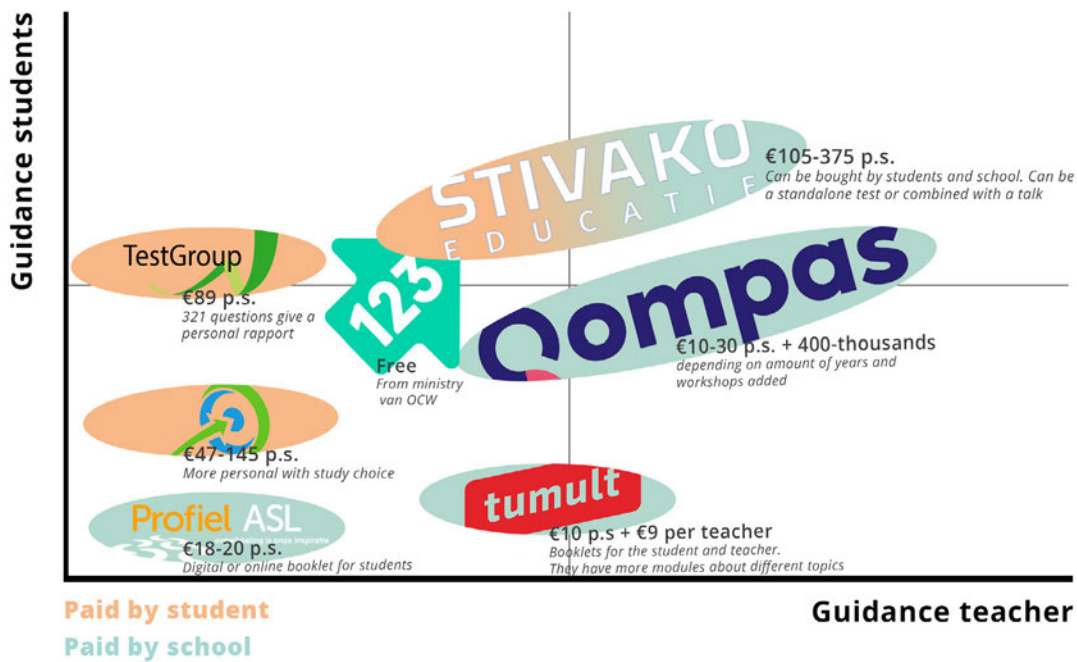 Guidance students
STIVAKO
EDUCATIE
€105-375 p.s.
Can be bought by students and school. Can be
a standalone test or combined with a talk
TestGroup
€89 p.s.
321 questions give a
personal rapport
123
Free
From ministry
van OCW
Qompas
€10-30 p.s. + 400-thousands
depending on amount of years and
workshops added
€47-145 p.s.
More personal with study choice
tumult
€10 p.s + €9 per teacher
Booklets for the student and teacher.
They have more modules about different topics
Profiel ASL
onze inspiratie
€18-20 p.s.
Digital or online booklet for students
Paid by student
Paid by school
Guidance teacher